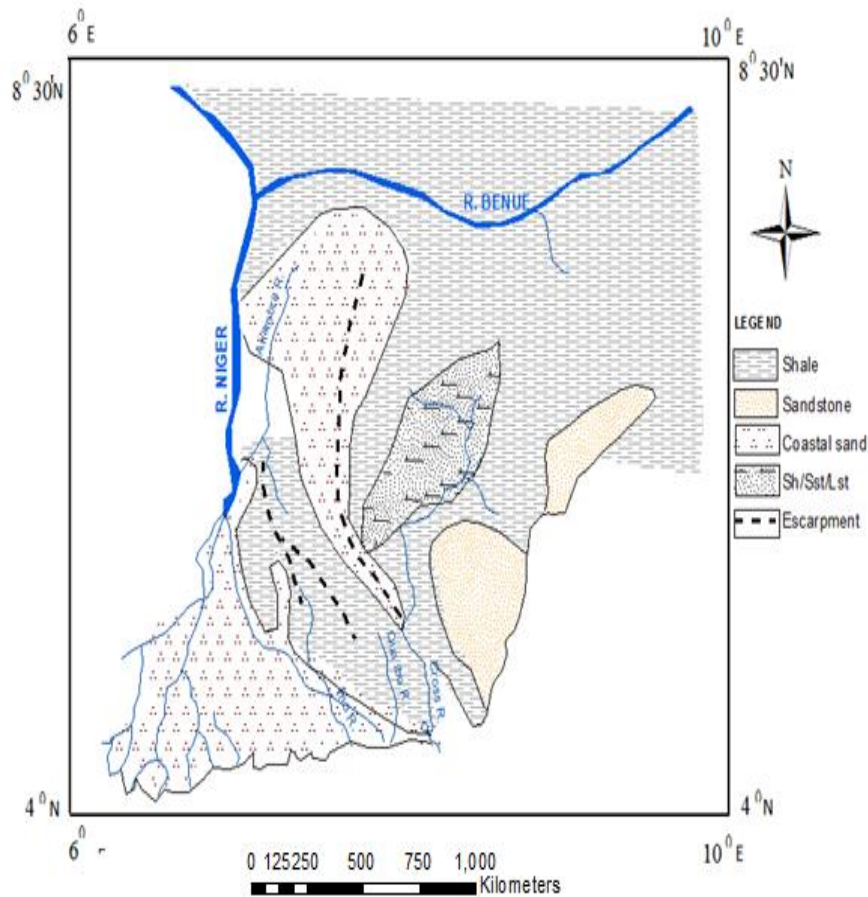 6⁰E
10⁰E
8⁰30'N
8⁰30'N
R. BENUE
N
R. NIGER
LEGEND
Shale
Sandstone
Coastal sand
Sh/Sst/Lst
Escarpment
Cross R.
4⁰N
4⁰N
6⁰
10⁰E
0 125250 500 750 1,000
Kilometers